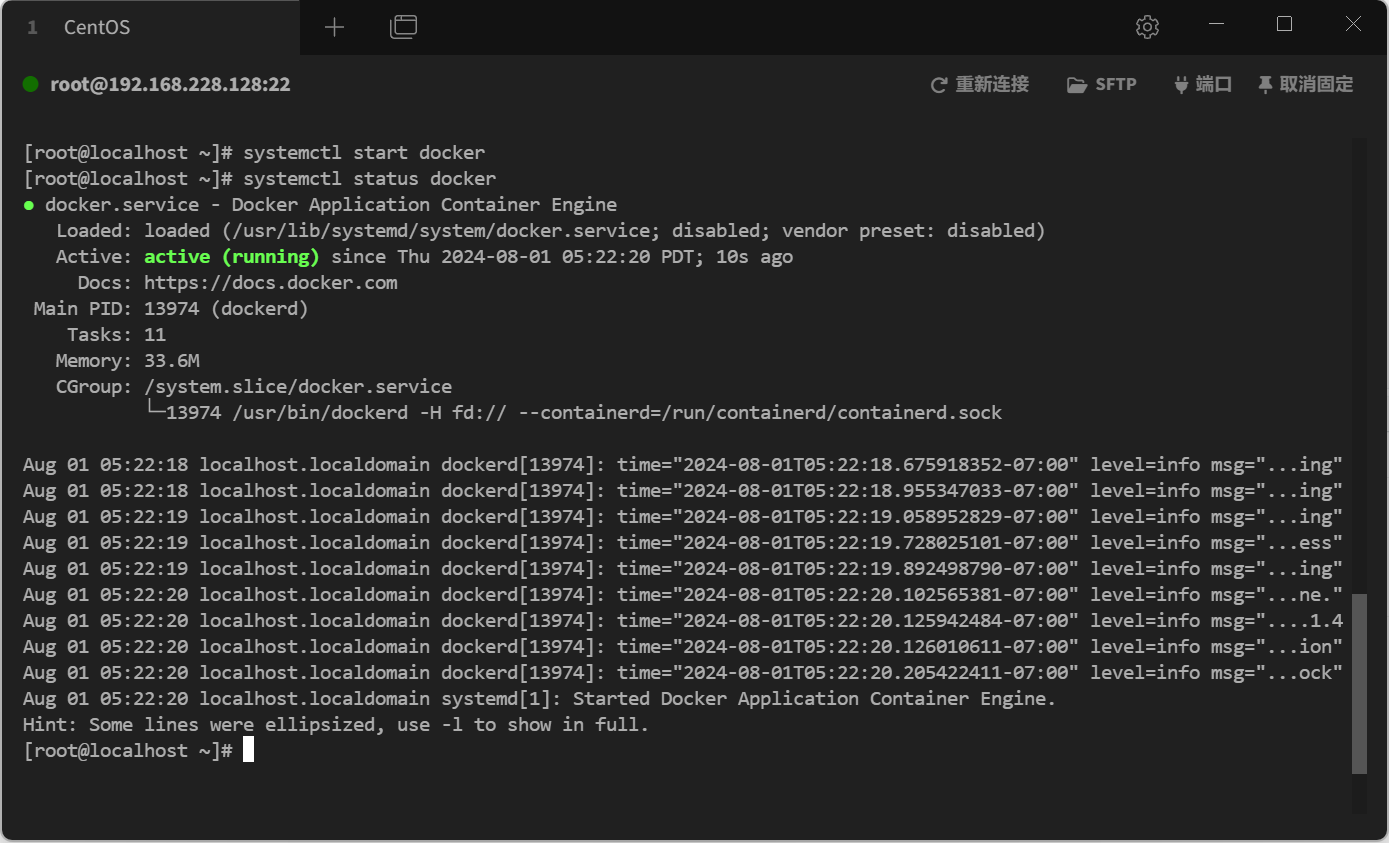 1 CentOS
root@192.168.228.128:22 重新连接 SFTP 端口 取消固定
[root@localhost ~]# systemctl start docker
[root@localhost ~]# systemctl status docker
● docker.service - Docker Application Container Engine
   Loaded: loaded (/usr/lib/systemd/system/docker.service; disabled; vendor preset: disabled)
   Active: active (running) since Thu 2024-08-01 05:22:20 PDT; 10s ago
     Docs: https://docs.docker.com
 Main PID: 13974 (dockerd)
    Tasks: 11
   Memory: 33.6M
   CGroup: /system.slice/docker.service
           └─13974 /usr/bin/dockerd -H fd:// --containerd=/run/containerd/containerd.sock
Aug 01 05:22:18 localhost.localdomain dockerd[13974]: time="2024-08-01T05:22:18.675918352-07:00" level=info msg="...ing"
Aug 01 05:22:18 localhost.localdomain dockerd[13974]: time="2024-08-01T05:22:18.955347033-07:00" level=info msg="...ing"
Aug 01 05:22:19 localhost.localdomain dockerd[13974]: time="2024-08-01T05:22:19.058952829-07:00" level=info msg="...ing"
Aug 01 05:22:19 localhost.localdomain dockerd[13974]: time="2024-08-01T05:22:19.728025101-07:00" level=info msg="...ess"
Aug 01 05:22:19 localhost.localdomain dockerd[13974]: time="2024-08-01T05:22:19.892498790-07:00" level=info msg="...ing"
Aug 01 05:22:20 localhost.localdomain dockerd[13974]: time="2024-08-01T05:22:20.102565381-07:00" level=info msg="...ne."
Aug 01 05:22:20 localhost.localdomain dockerd[13974]: time="2024-08-01T05:22:20.125942484-07:00" level=info msg="....1.4
Aug 01 05:22:20 localhost.localdomain dockerd[13974]: time="2024-08-01T05:22:20.126010611-07:00" level=info msg="...ion"
Aug 01 05:22:20 localhost.localdomain dockerd[13974]: time="2024-08-01T05:22:20.205422411-07:00" level=info msg="...ock"
Aug 01 05:22:20 localhost.localdomain systemd[1]: Started Docker Application Container Engine.
Hint: Some lines were ellipsized, use -l to show in full.
[root@localhost ~]#